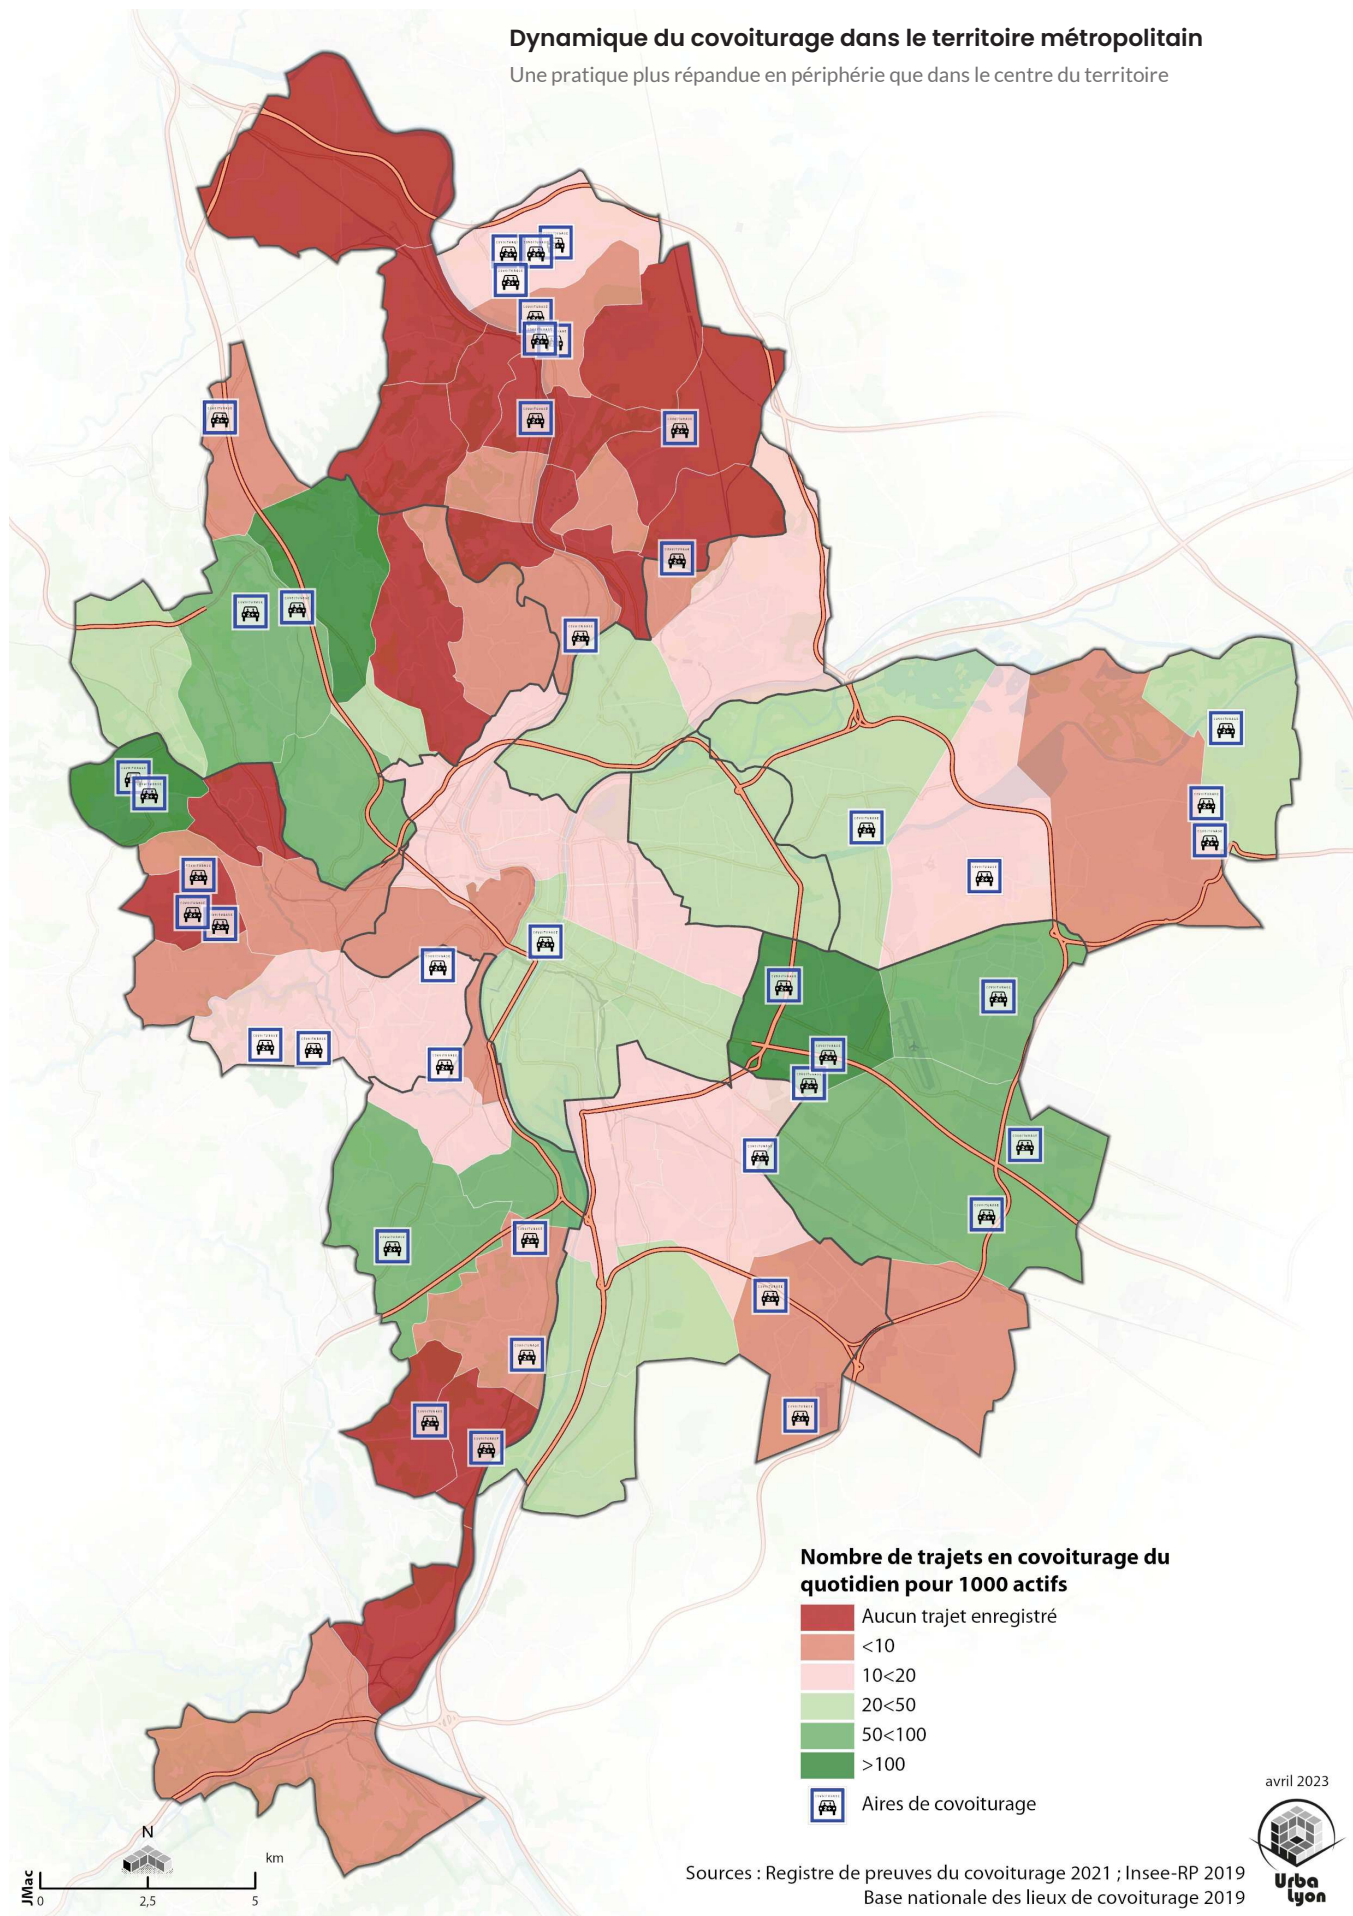 Dynamique du covoiturage dans le territoire métropolitain
Une pratique plus répandue en périphérie que dans le centre du territoire
Nombre de trajets en covoiturage du
quotidien pour 1000 actifs
Aucun trajet enregistré
<10
10<20
20<50
50<100
>100
Aires de covoiturage
avril 2023
N
km
JMac
0
2,5
5
Sources : Registre de preuves du covoiturage 2021 ; Insee-RP 2019
Base nationale des lieux de covoiturage 2019
Urba
Lyon